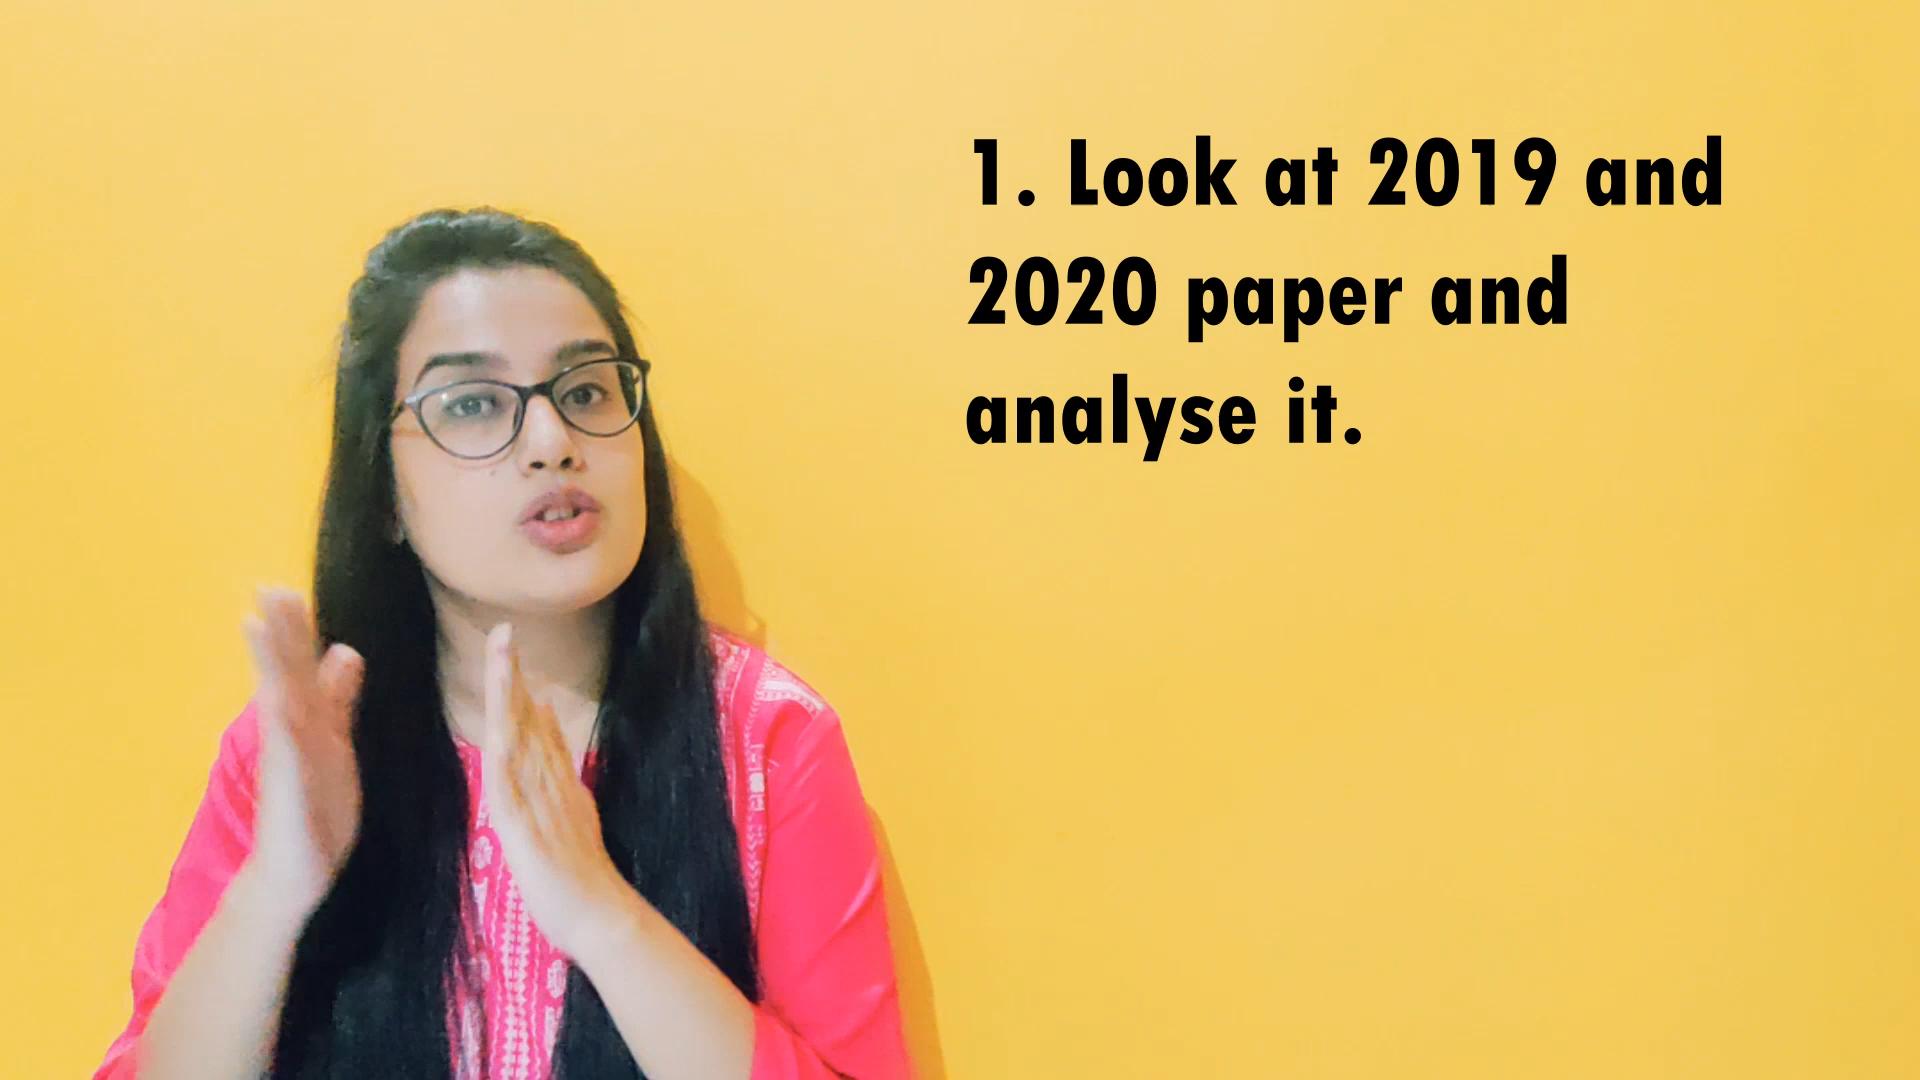 1. Look at 2019 and
2020 paper and
analyse it.